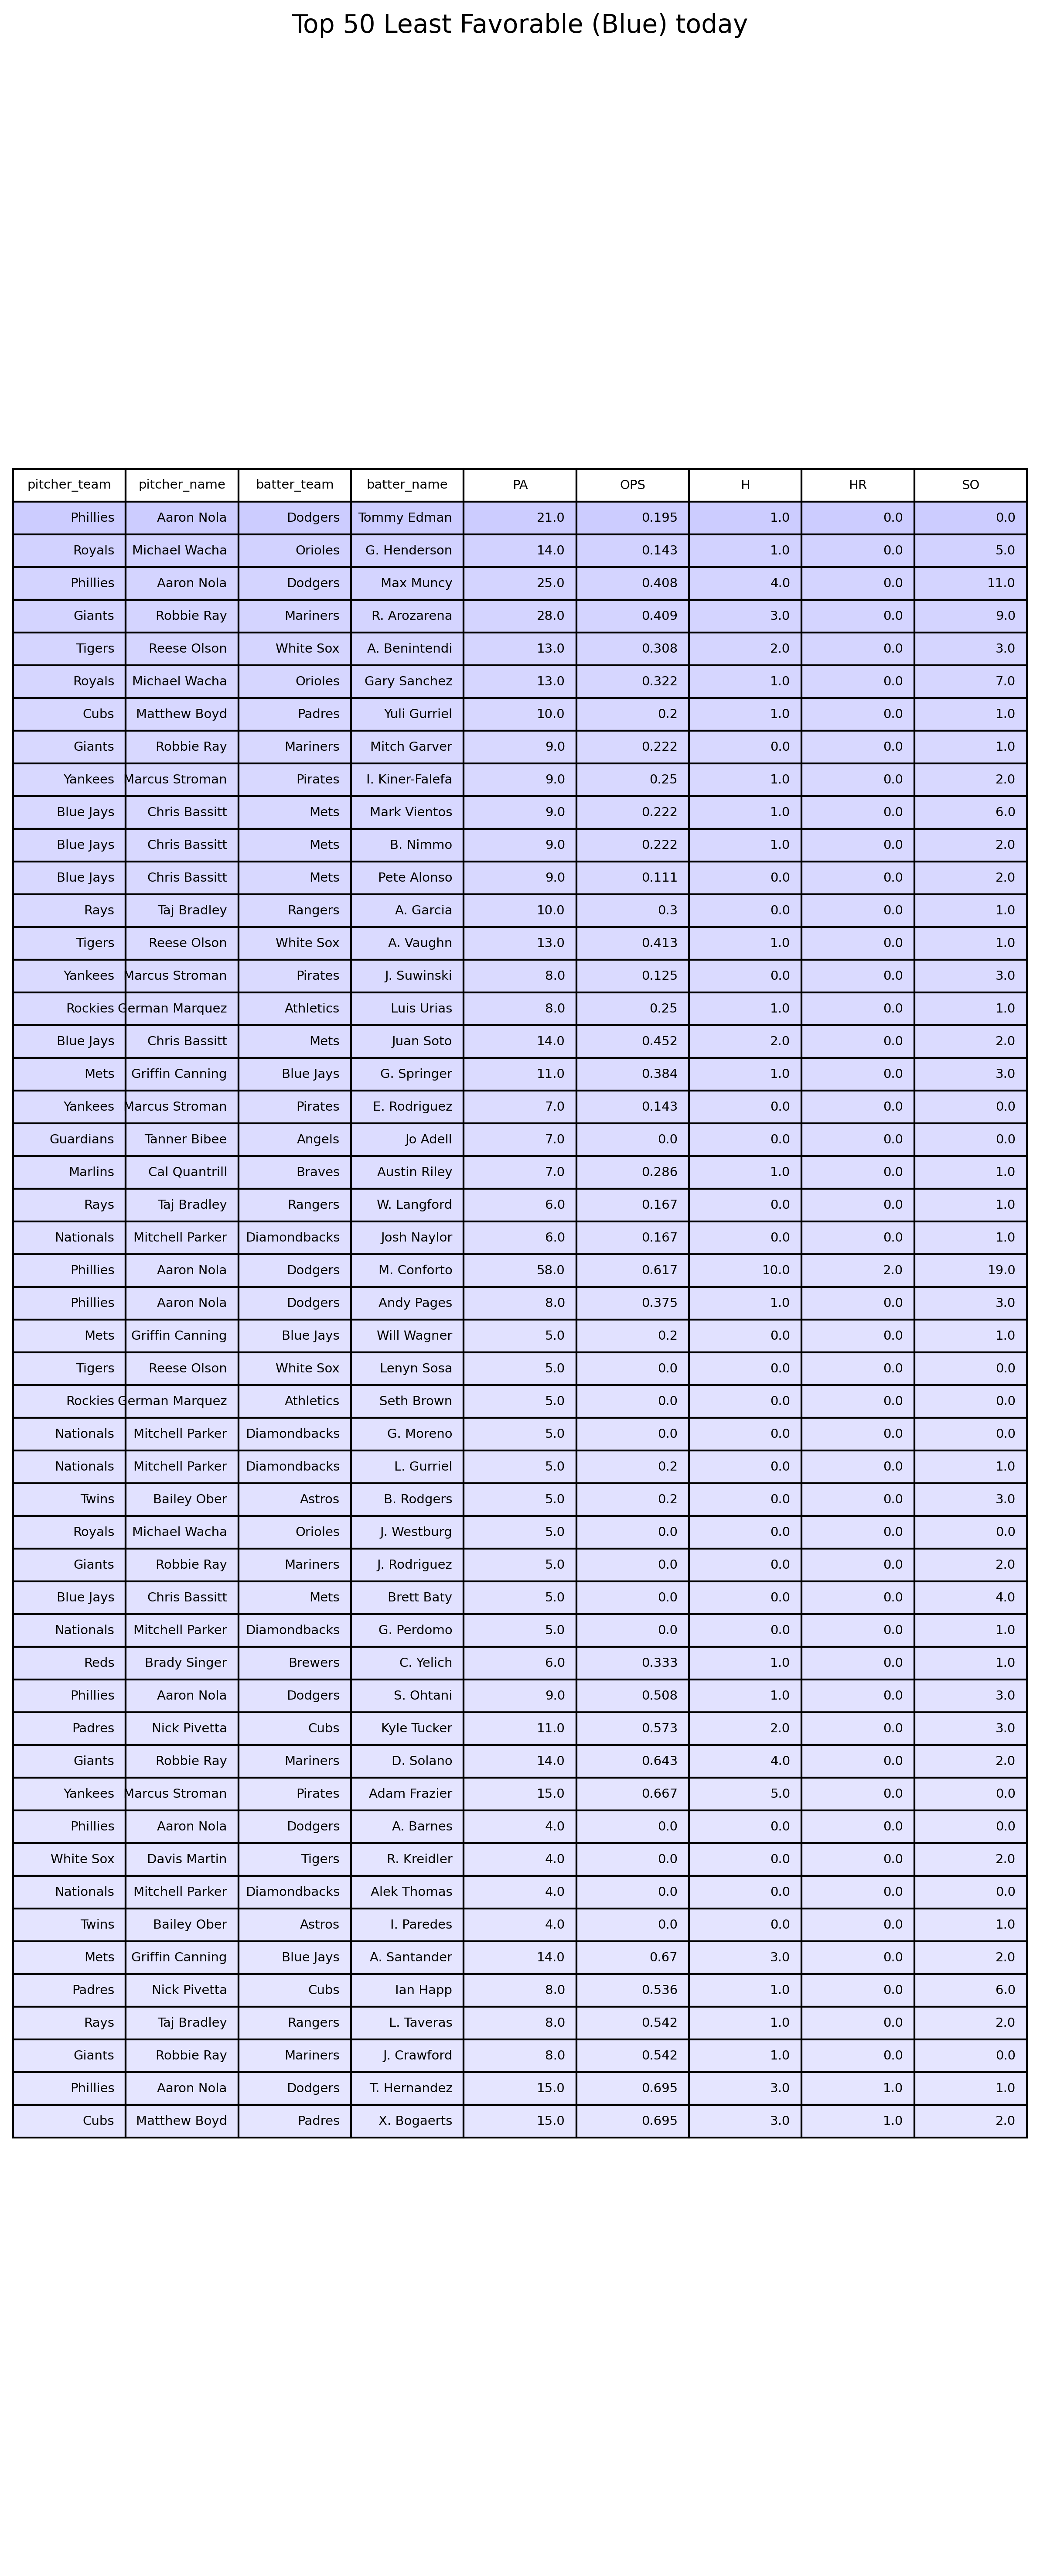 Top 50 Least Favorable (Blue) today
pitcher_team pitcher_name batter_team batter_name PA OPS H HR SO
Phillies Aaron Nola Dodgers Tommy Edman 21.0 0.195 1.0 0.0 0.0
Royals Michael Wacha Orioles G. Henderson 14.0 0.143 1.0 0.0 5.0
Phillies Aaron Nola Dodgers Max Muncy 25.0 0.408 4.0 0.0 11.0
Giants Robbie Ray Mariners R. Arozarena 28.0 0.409 3.0 0.0 9.0
Tigers Reese Olson White Sox A. Benintendi 13.0 0.308 2.0 0.0 3.0
Royals Michael Wacha Orioles Gary Sanchez 13.0 0.322 1.0 0.0 7.0
Cubs Matthew Boyd Padres Yuli Gurriel 10.0 0.2 1.0 0.0 1.0
Giants Robbie Ray Mariners Mitch Garver 9.0 0.222 0.0 0.0 1.0
Yankees Marcus Stroman Pirates I. Kiner-Falefa 9.0 0.25 1.0 0.0 2.0
Blue Jays Chris Bassitt Mets Mark Vientos 9.0 0.222 1.0 0.0 6.0
Blue Jays Chris Bassitt Mets B. Nimmo 9.0 0.222 1.0 0.0 2.0
Blue Jays Chris Bassitt Mets Pete Alonso 9.0 0.111 0.0 0.0 2.0
Rays Taj Bradley Rangers A. Garcia 10.0 0.3 0.0 0.0 1.0
Tigers Reese Olson White Sox A. Vaughn 13.0 0.413 1.0 0.0 1.0
Yankees Marcus Stroman Pirates J. Suwinski 8.0 0.125 0.0 0.0 3.0
Rockies German Marquez Athletics Luis Urias 8.0 0.25 1.0 0.0 1.0
Blue Jays Chris Bassitt Mets Juan Soto 14.0 0.452 2.0 0.0 2.0
Mets Griffin Canning Blue Jays G. Springer 11.0 0.384 1.0 0.0 3.0
Yankees Marcus Stroman Pirates E. Rodriguez 7.0 0.143 0.0 0.0 0.0
Guardians Tanner Bibee Angels Jo Adell 7.0 0.0 0.0 0.0 0.0
Marlins Cal Quantrill Braves Austin Riley 7.0 0.286 1.0 0.0 1.0
Rays Taj Bradley Rangers W. Langford 6.0 0.167 0.0 0.0 1.0
Nationals Mitchell Parker Diamondbacks Josh Naylor 6.0 0.167 0.0 0.0 1.0
Phillies Aaron Nola Dodgers M. Conforto 58.0 0.617 10.0 2.0 19.0
Phillies Aaron Nola Dodgers Andy Pages 8.0 0.375 1.0 0.0 3.0
Mets Griffin Canning Blue Jays Will Wagner 5.0 0.2 0.0 0.0 1.0
Tigers Reese Olson White Sox Lenyn Sosa 5.0 0.0 0.0 0.0 0.0
Rockies German Marquez Athletics Seth Brown 5.0 0.0 0.0 0.0 0.0
Nationals Mitchell Parker Diamondbacks G. Moreno 5.0 0.0 0.0 0.0 0.0
Nationals Mitchell Parker Diamondbacks L. Gurriel 5.0 0.2 0.0 0.0 1.0
Twins Bailey Ober Astros B. Rodgers 5.0 0.2 0.0 0.0 3.0
Royals Michael Wacha Orioles J. Westburg 5.0 0.0 0.0 0.0 0.0
Giants Robbie Ray Mariners J. Rodriguez 5.0 0.0 0.0 0.0 2.0
Blue Jays Chris Bassitt Mets Brett Baty 5.0 0.0 0.0 0.0 4.0
Nationals Mitchell Parker Diamondbacks G. Perdomo 5.0 0.0 0.0 0.0 1.0
Reds Brady Singer Brewers C. Yelich 6.0 0.333 1.0 0.0 1.0
Phillies Aaron Nola Dodgers S. Ohtani 9.0 0.508 1.0 0.0 3.0
Padres Nick Pivetta Cubs Kyle Tucker 11.0 0.573 2.0 0.0 3.0
Giants Robbie Ray Mariners D. Solano 14.0 0.643 4.0 0.0 2.0
Yankees Marcus Stroman Pirates Adam Frazier 15.0 0.667 5.0 0.0 0.0
Phillies Aaron Nola Dodgers A. Barnes 4.0 0.0 0.0 0.0 0.0
White Sox Davis Martin Tigers R. Kreidler 4.0 0.0 0.0 0.0 2.0
Nationals Mitchell Parker Diamondbacks Alek Thomas 4.0 0.0 0.0 0.0 0.0
Twins Bailey Ober Astros I. Paredes 4.0 0.0 0.0 0.0 1.0
Mets Griffin Canning Blue Jays A. Santander 14.0 0.67 3.0 0.0 2.0
Padres Nick Pivetta Cubs Ian Happ 8.0 0.536 1.0 0.0 6.0
Rays Taj Bradley Rangers L. Taveras 8.0 0.542 1.0 0.0 2.0
Giants Robbie Ray Mariners J. Crawford 8.0 0.542 1.0 0.0 0.0
Phillies Aaron Nola Dodgers T. Hernandez 15.0 0.695 3.0 1.0 1.0
Cubs Matthew Boyd Padres X. Bogaerts 15.0 0.695 3.0 1.0 2.0